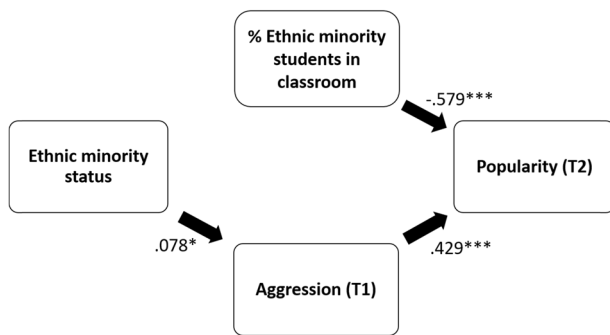 % Ethnic minority
students in
classroom
-.579***
Ethnic minority
status
Popularity (T2)
.078*
.429***
Aggression (T1)